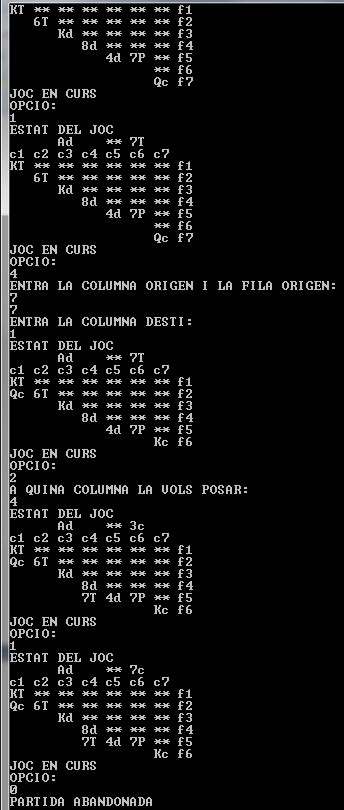 KT ** ** ** ** ** ** f1
6T ** ** ** ** ** f2
Kd ** ** ** ** f3
8d ** ** ** f4
4d 7P ** f5
** f6
Qc f7
JOC EN CURS
OPCIO:
1
ESTAT DEL JOC
Ad ** 7T
c1 c2 c3 c4 c5 c6 c7
KT ** ** ** ** ** ** f1
6T ** ** ** ** ** f2
Kd ** ** ** ** f3
8d ** ** ** f4
4d 7P ** f5
** f6
Qc f7
JOC EN CURS
OPCIO:
4
ENTRA LA COLUMNA ORIGEN I LA FILA ORIGEN:
7
7
ENTRA LA COLUMNA DESTI:
1
ESTAT DEL JOC
Ad ** 7T
c1 c2 c3 c4 c5 c6 c7
KT ** ** ** ** ** ** f1
Qc 6T ** ** ** ** ** f2
Kd ** ** ** ** f3
8d ** ** ** f4
4d 7P ** f5
Kc f6
JOC EN CURS
OPCIO:
2
A QUINA COLUMNA LA VOLS POSAR:
4
ESTAT DEL JOC
Ad ** 3c
c1 c2 c3 c4 c5 c6 c7
KT ** ** ** ** ** ** f1
Qc 6T ** ** ** ** ** f2
Kd ** ** ** ** f3
8d ** ** ** f4
7T 4d 7P ** f5
Kc f6
JOC EN CURS
OPCIO:
1
ESTAT DEL JOC
Ad ** 7c
c1 c2 c3 c4 c5 c6 c7
KT ** ** ** ** ** ** f1
Qc 6T ** ** ** ** ** f2
Kd ** ** ** ** f3
8d ** ** ** f4
7T 4d 7P ** f5
Kc f6
JOC EN CURS
OPCIO:
0
PARTIDA ABANDONADA